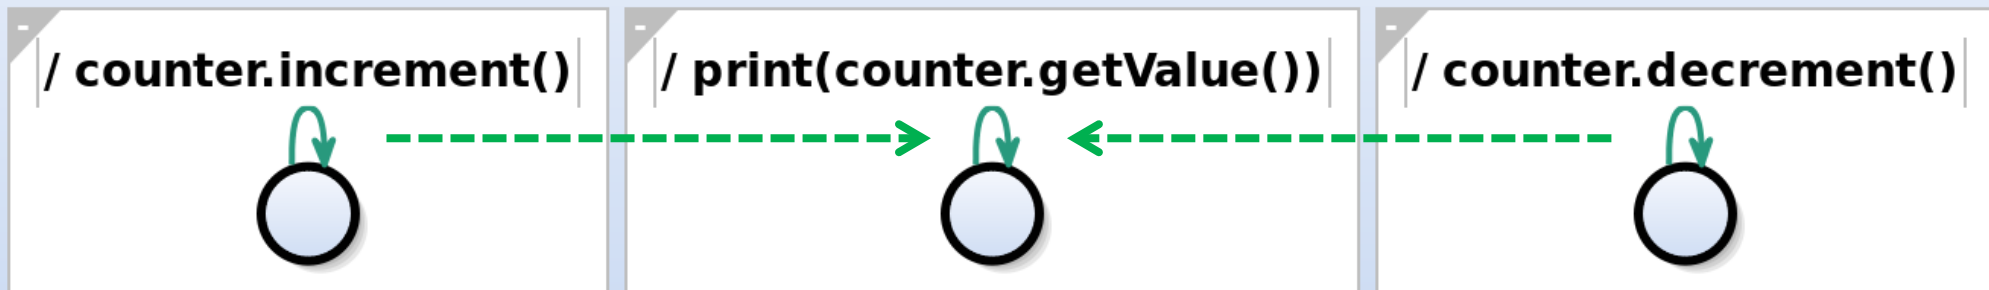 / counter.increment()
/ print(counter.getValue())
/ counter.decrement()